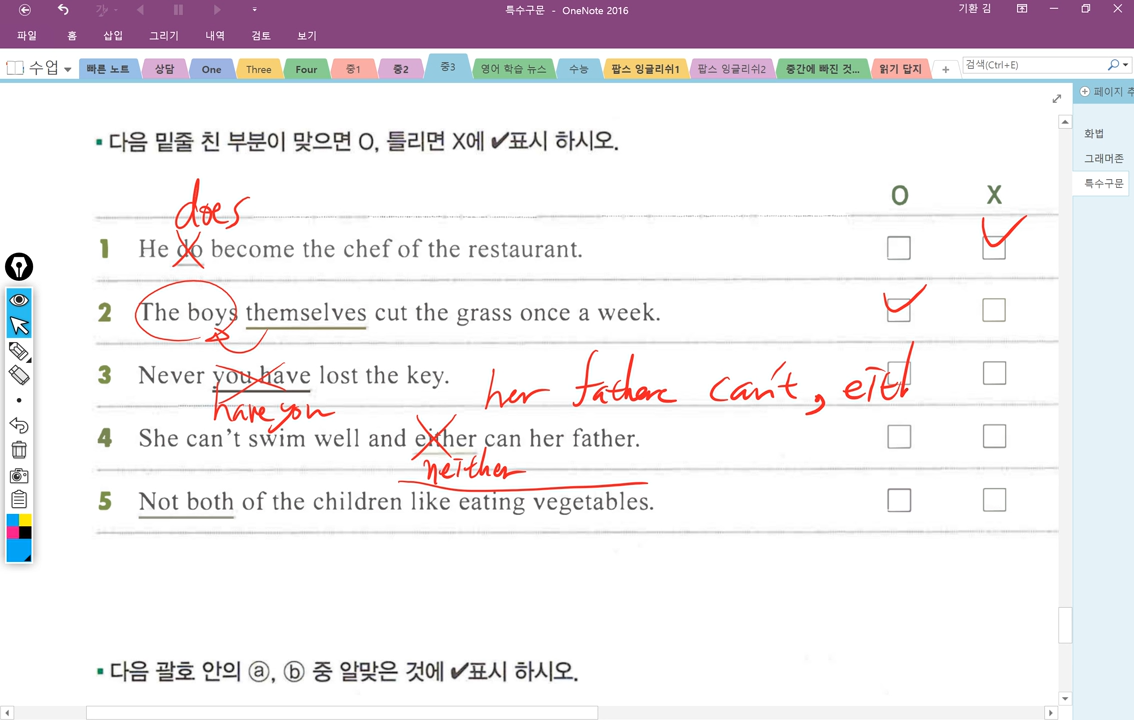 특수구문 - OneNote 2016
기환 김
파일 홈 삽입 그리기 내역 검토 보기
수업 빠른 노트 상담 One Three Four 중1 중2 중3 영어 학습 뉴스 수능 팝스 잉글리쉬1 팝스 잉글리쉬2 중간에 빠진 것... 읽기 답지 + 검색(Ctrl+E)
페이지 추
화법
그래머존
특수구문
다음 밑줄 친 부분이 맞으면 O, 틀리면 X에 ✔표시 하시오.
O X
does
1 He do become the chef of the restaurant.
2 The boys themselves cut the grass once a week.
3 Never you have lost the key.
her father can't, eith
have you
4 She can't swim well and either can her father.
neither
5 Not both of the children like eating vegetables.
다음 괄호 안의 ⓐ, ⓑ 중 알맞은 것에 ✔표시 하시오.